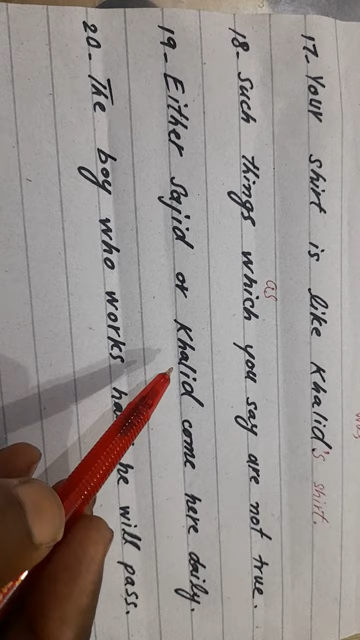 17- Your shirt is like Khalid's shirt.
as
18- Such things which you say are not true.
19- Either Sajid or Khalid come here daily.
20- The boy who works he will pass.